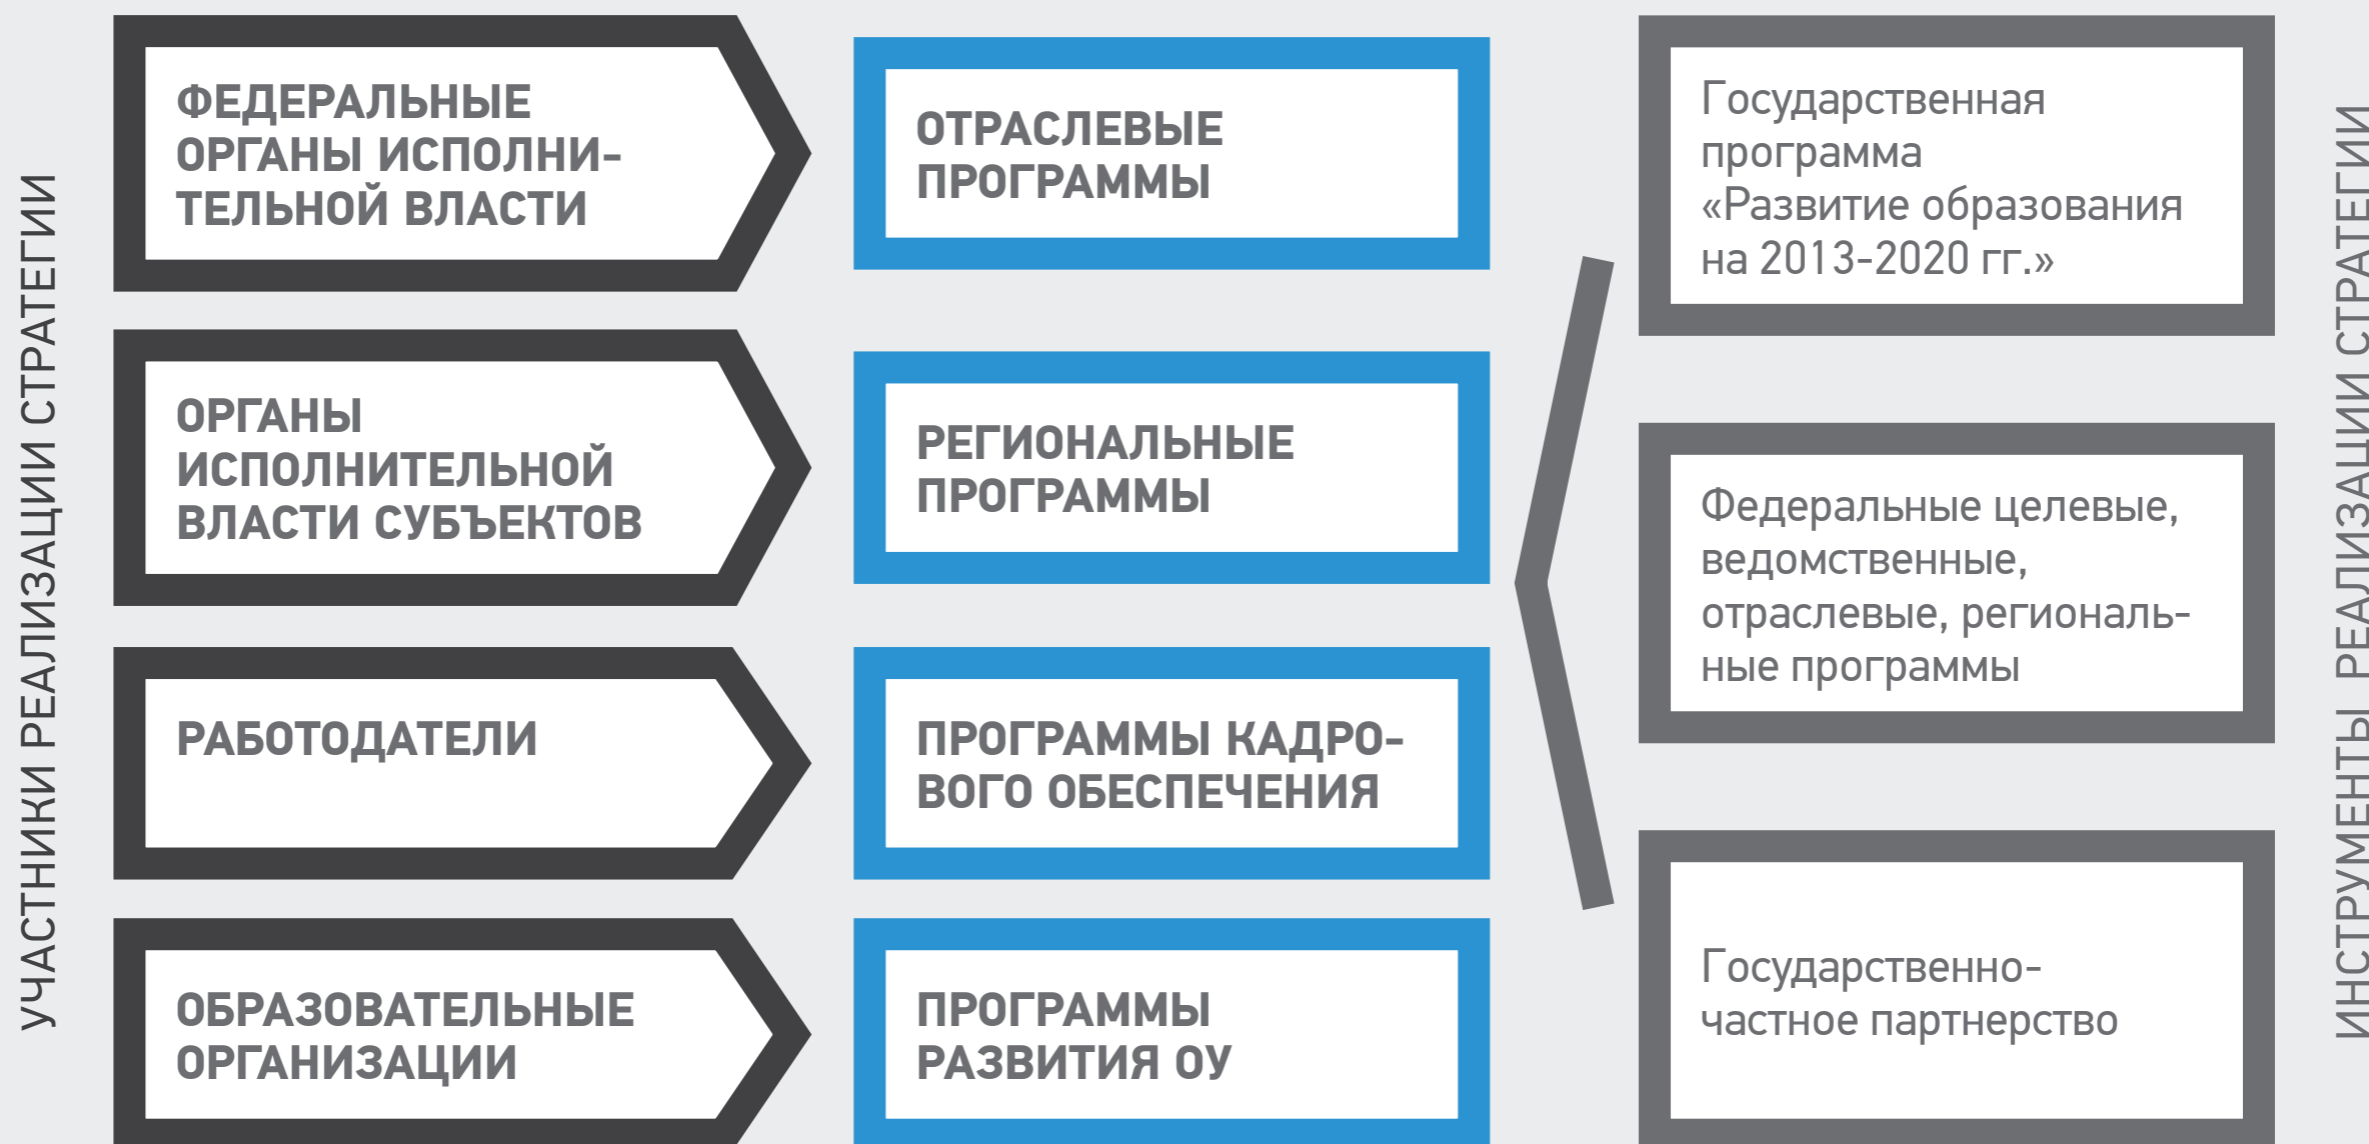 УЧАСТНИКИ РЕАЛИЗАЦИИ СТРАТЕГИИ
ФЕДЕРАЛЬНЫЕ
ОРГАНЫ ИСПОЛНИ-
ТЕЛЬНОЙ ВЛАСТИ
ОТРАСЛЕВЫЕ
ПРОГРАММЫ
ОРГАНЫ
ИСПОЛНИТЕЛЬНОЙ
ВЛАСТИ СУБЪЕКТОВ
РЕГИОНАЛЬНЫЕ
ПРОГРАММЫ
РАБОТОДАТЕЛИ
ПРОГРАММЫ КАДРО-
ВОГО ОБЕСПЕЧЕНИЯ
ОБРАЗОВАТЕЛЬНЫЕ
ОРГАНИЗАЦИИ
ПРОГРАММЫ
РАЗВИТИЯ ОУ
Государственная
программа
«Развитие образования
на 2013-2020 гг.»
Федеральные целевые,
ведомственные,
отраслевые, региональ-
ные программы
Государственно-
частное партнерство
ИНСТРУМЕНТЫ РЕАЛИЗАЦИИ СТРАТЕГИИ